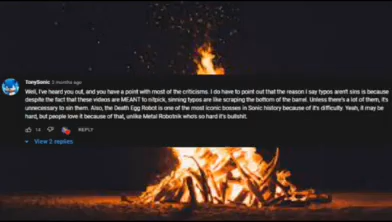 TonySonic 2 months ago
Well, I've heard you out, and you have a point with most of the criticisms. I do have to point out that the reason I say typos aren't sins is because
despite the fact that these videos are MEANT to nitpick, sinning typos are like scraping the bottom of the barrel. Unless there's a lot of them, it's
unnecessary to sin them. Also, the Death Egg Robot is one of the most iconic bosses in Sonic history because of it's difficulty. Yeah, it may be
hard, but people love it because of that, unlike Metal Robotnik who's so hard it's bullshit.
14 REPLY
View 2 replies